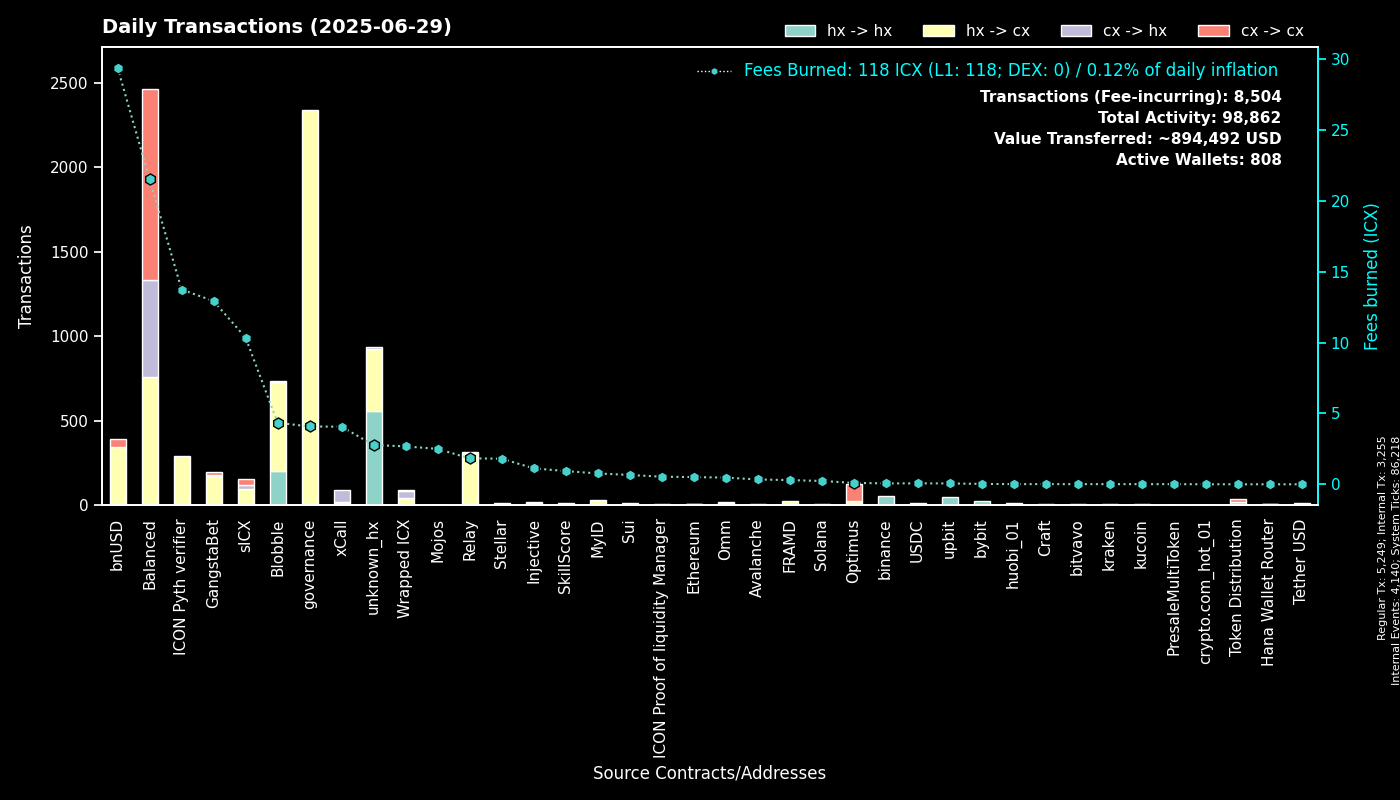 Daily Transactions (2025-06-29)
hx -> hx
hx -> cx
cx -> hx
cx -> cx
Fees Burned: 118 ICX (L1: 118; DEX: 0) / 0.12% of daily inflation
Transactions (Fee-incurring): 8,504
Total Activity: 98,862
Value Transferred: ~894,492 USD
Active Wallets: 808
Transactions
2500
2000
1500
1000
500
0
30
25
20
15
10
5
0
Fees burned (ICX)
Regular Tx: 5,249; Internal Tx: 3,255
Internal Events: 4,140; System Ticks: 86,218
bnUSD
Balanced
ICON Pyth verifier
GangstaBet
sICX
Blobble
governance
xCall
unknown_hx
Wrapped ICX
Mojos
Relay
Stellar
Injective
SkillScore
MyID
Sui
ICON Proof of liquidity Manager
Ethereum
Omm
Avalanche
FRAMD
Solana
Optimus
binance
USDC
upbit
bybit
huobi_01
Craft
bitvavo
kraken
kucoin
PresaleMultiToken
crypto.com_hot_01
Token Distribution
Hana Wallet Router
Tether USD
Source Contracts/Addresses